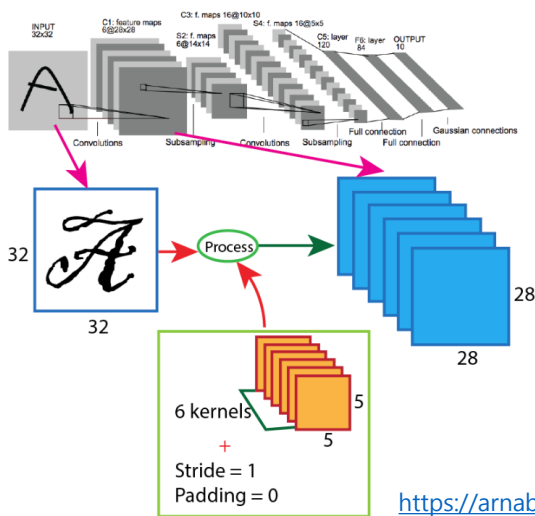 INPUT
32x32
C1: feature maps
6@28x28
S2: f. maps
6@14x14
C3: f. maps 16@10x10
S4: f. maps 16@5x5
C5: layer
120
F6: layer
84
OUTPUT
10
Convolutions
Subsampling
Convolutions
Subsampling
Full connection
Full connection
Gaussian connections
A
32
32
Process
28
28
6 kernels
5
5
+
Stride = 1
Padding = 0
https://arnab